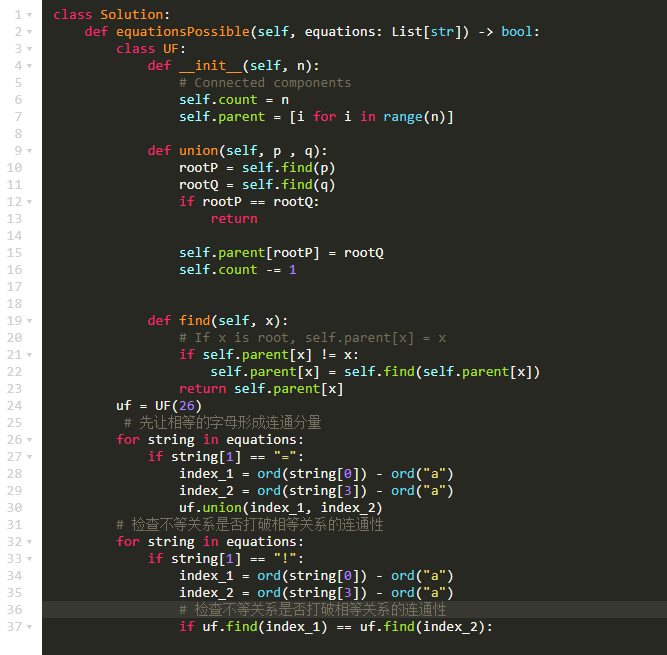 1 class Solution:
2 def equationsPossible(self, equations: List[str]) -> bool:
3 class UF:
4 def __init__(self, n):
5 # Connected components
6 self.count = n
7 self.parent = [i for i in range(n)]
8
9 def union(self, p , q):
10 rootP = self.find(p)
11 rootQ = self.find(q)
12 if rootP == rootQ:
13 return
14
15 self.parent[rootP] = rootQ
16 self.count -= 1
17
18
19 def find(self, x):
20 # If x is root, self.parent[x] = x
21 if self.parent[x] != x:
22 self.parent[x] = self.find(self.parent[x])
23 return self.parent[x]
24 uf = UF(26)
25 # 先让相等的字母形成连通分量
26 for string in equations:
27 if string[1] == "=":
28 index_1 = ord(string[0]) - ord("a")
29 index_2 = ord(string[3]) - ord("a")
30 uf.union(index_1, index_2)
31 # 检查不等关系是否打破相等关系的连通性
32 for string in equations:
33 if string[1] == "!":
34 index_1 = ord(string[0]) - ord("a")
35 index_2 = ord(string[3]) - ord("a")
36 # 检查不等关系是否打破相等关系的连通性
37 if uf.find(index_1) == uf.find(index_2):